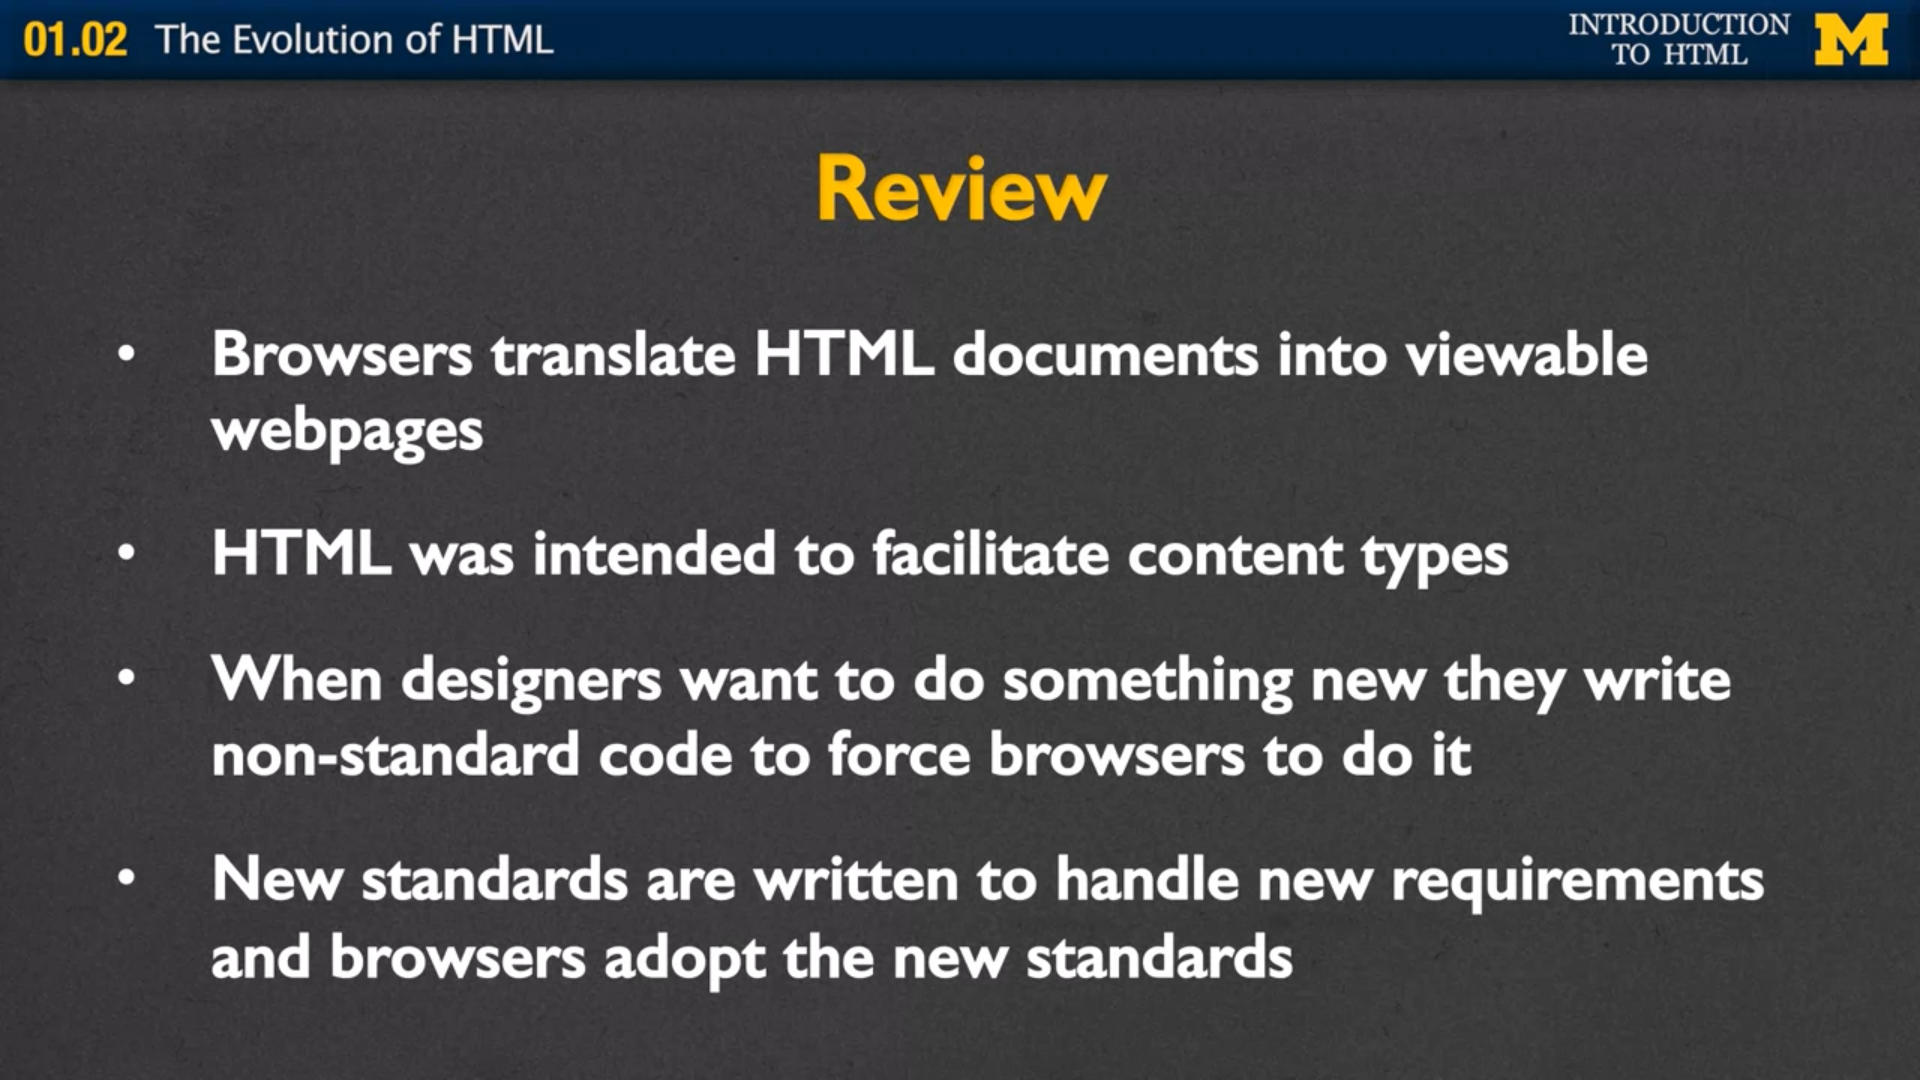 01.02 The Evolution of HTML
INTRODUCTION
TO HTML
M
Review
• Browsers translate HTML documents into viewable
webpages
• HTML was intended to facilitate content types
• When designers want to do something new they write
non-standard code to force browsers to do it
• New standards are written to handle new requirements
and browsers adopt the new standards